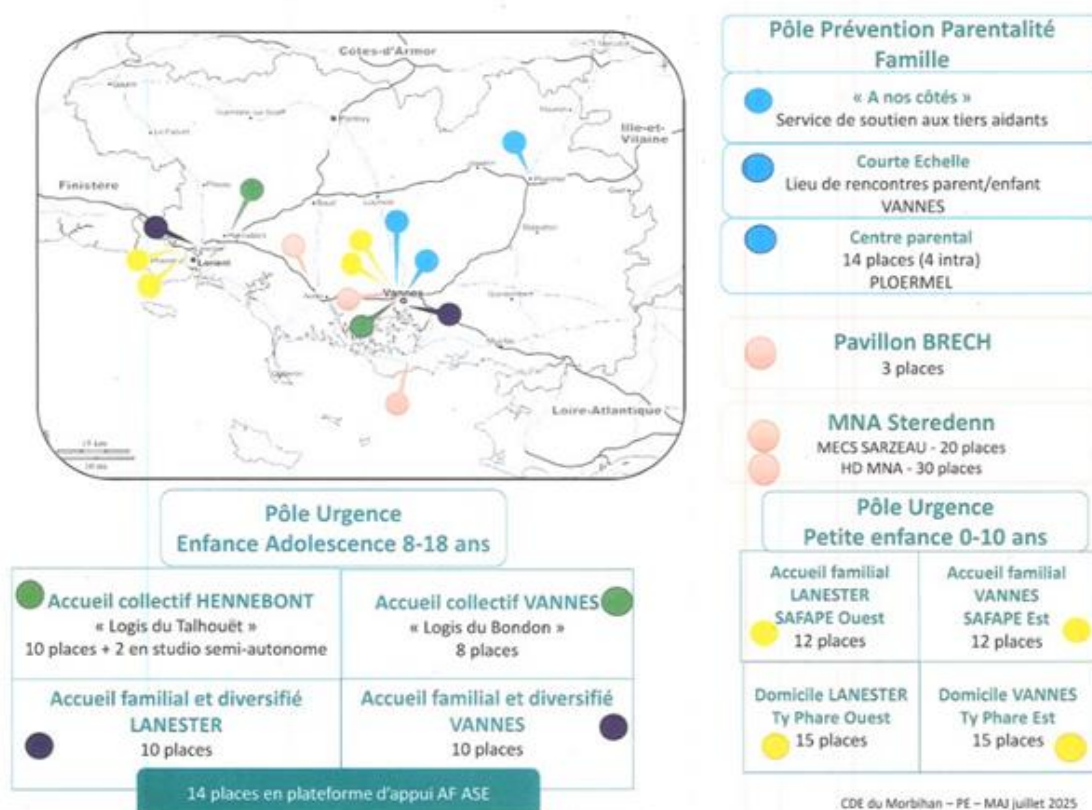 Côtes-d'Armor
Ille-et-
Vilaine
Finistère
Lorient
Vannes
Loire-Atlantique
Pôle Prévention Parentalité
Famille
« A nos côtés »
Service de soutien aux tiers aidants
Courte Echelle
Lieu de rencontres parent/enfant
VANNES
Centre parental
14 places (4 intra)
PLOERMEL
Pavillon BRECH
3 places
MNA Steredenn
MECS SARZEAU - 20 places
HD MNA - 30 places
Pôle Urgence
Enfance Adolescence 8-18 ans
Accueil collectif HENNEBONT
« Logis du Talhouët »
10 places + 2 en studio semi-autonome
Accueil collectif VANNES
« Logis du Bondon »
8 places
Accueil familial et diversifié
LANESTER
10 places
Accueil familial et diversifié
VANNES
10 places
14 places en plateforme d'appui AF ASE
Pôle Urgence
Petite enfance 0-10 ans
Accueil familial
LANESTER
SAFAPE Ouest
12 places
Accueil familial
VANNES
SAFAPE Est
12 places
Domicile LANESTER
Ty Phare Ouest
15 places
Domicile VANNES
Ty Phare Est
15 places
CDE du Morbihan – PE – MAJ juillet 2025